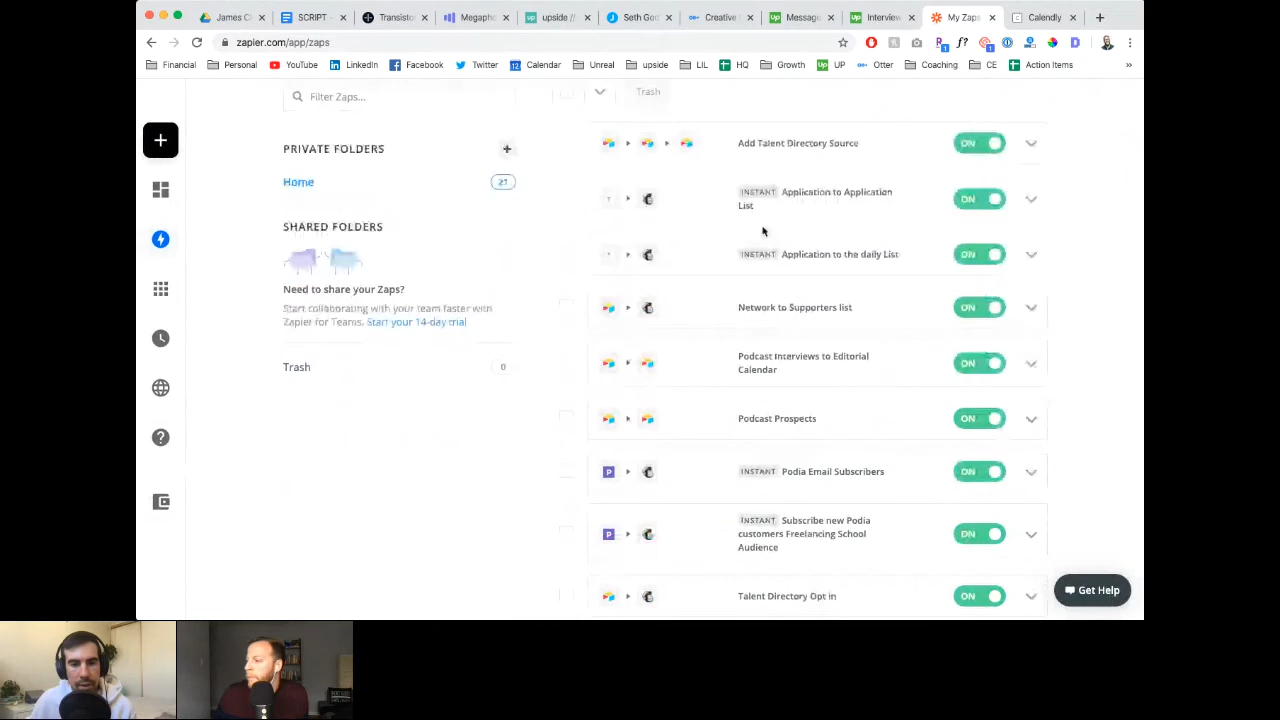 James C
SCRIPT -
Transistor
Megapho
upside //
Seth God
Creative
Message
Interview
My Zaps
Calendly
zapier.com/app/zaps
Financial
Personal
YouTube
LinkedIn
Facebook
Twitter
Calendar
Unreal
upside
LIL
HQ
Growth
UP
Otter
Coaching
CE
Action Items
»
Filter Zaps...
Trash
PRIVATE FOLDERS
Home
21
SHARED FOLDERS
Need to share your Zaps?
Start collaborating with your team faster with
Zapier for Teams. Start your 14-day trial
Trash
0
Add Talent Directory Source
ON
INSTANT Application to Application
List
ON
INSTANT Application to the daily List
ON
Network to Supporters list
ON
Podcast Interviews to Editorial
Calendar
ON
Podcast Prospects
ON
INSTANT Podia Email Subscribers
ON
INSTANT Subscribe new Podia
customers Freelancing School
Audience
ON
Talent Directory Opt in
ON
Get Help